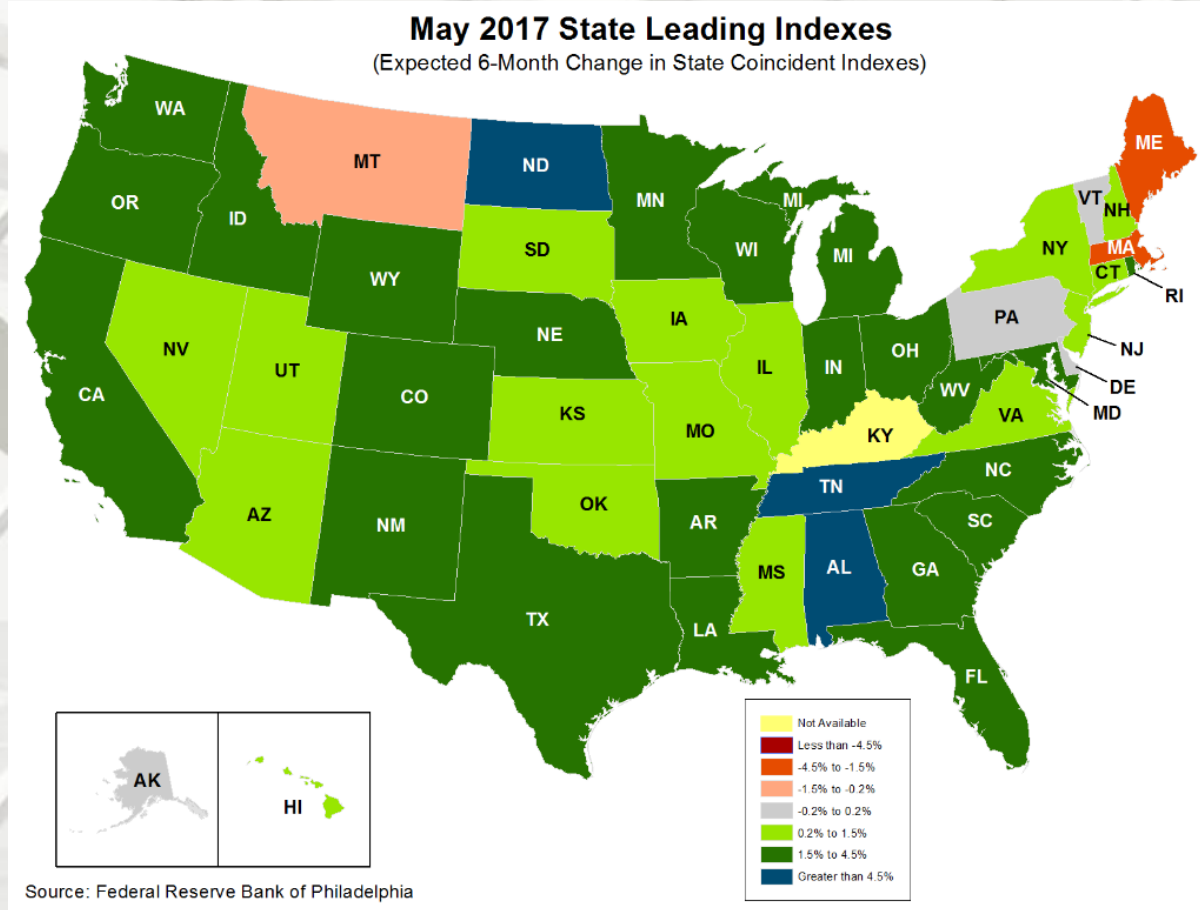 May 2017 State Leading Indexes
(Expected 6-Month Change in State Coincident Indexes)
WA
MT
ND
MN
ME
OR
ID
SD
WI
MI
MI
VT
NH
NY
MA
CT
RI
WY
IA
NE
PA
NJ
NV
UT
CO
IL
IN
OH
WV
DE
MD
CA
KS
MO
KY
VA
AZ
NM
OK
AR
TN
NC
SC
MS
AL
GA
TX
LA
FL
AK
HI
Not Available
Less than -4.5%
-4.5% to -1.5%
-1.5% to -0.2%
-0.2% to 0.2%
0.2% to 1.5%
1.5% to 4.5%
Greater than 4.5%
Source: Federal Reserve Bank of Philadelphia